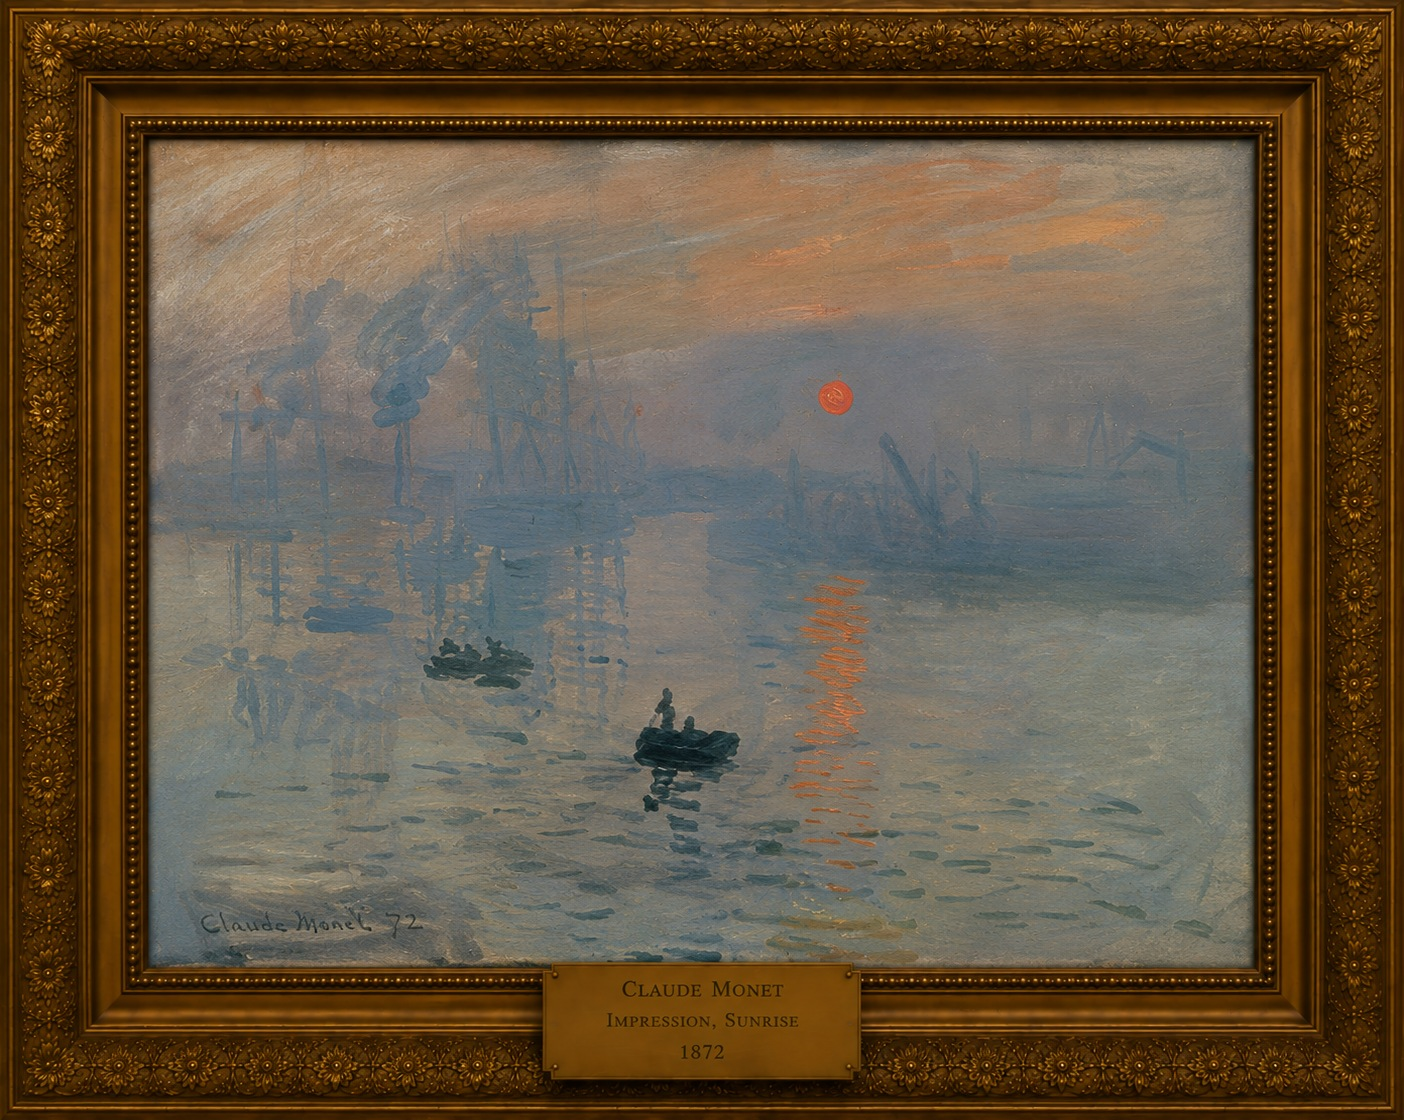 Claude Monet 72
CLAUDE MONET
IMPRESSION, SUNRISE
1872